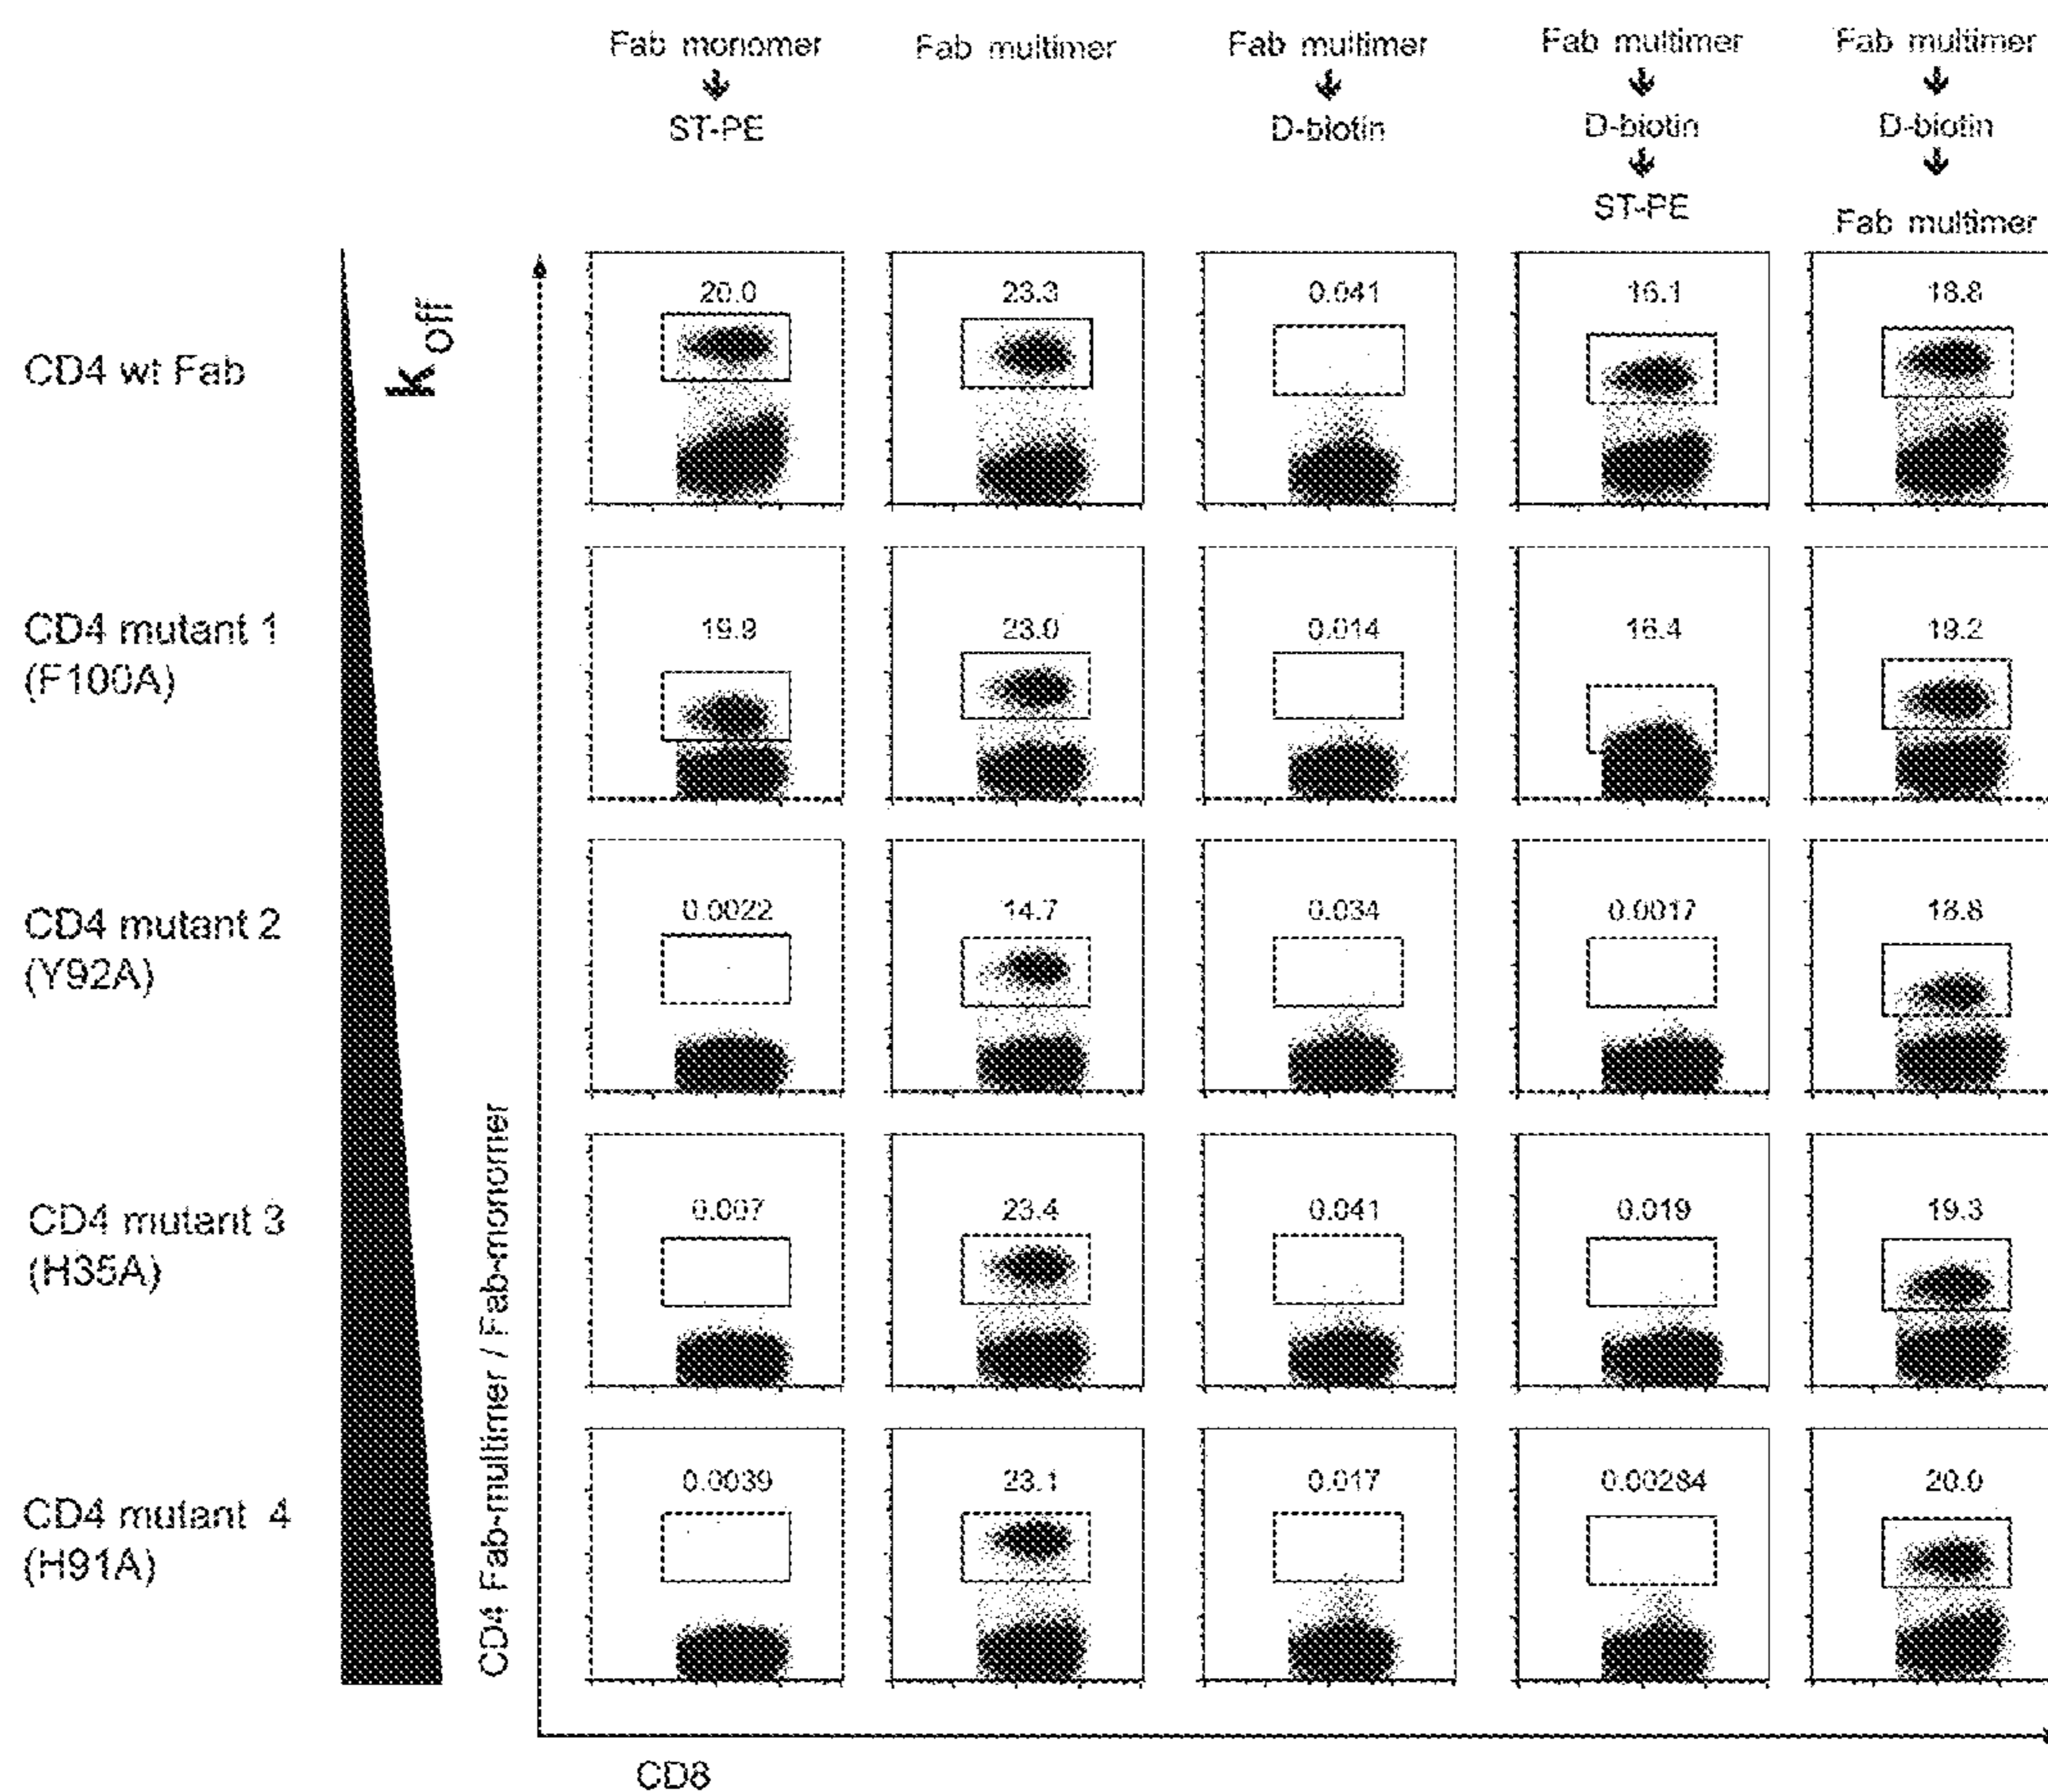 Fab monomer
ST-PE
Fab multimer
Fab multimer
D-biotin
Fab multimer
D-biotin
ST-PE
Fab multimer
D-biotin
Fab multimer
koff
CD4 wt Fab
20.0
23.3
0.041
16.1
18.8
CD4 mutant 1
(F100A)
19.9
23.0
0.014
16.4
19.2
CD4 mutant 2
(Y92A)
0.0022
14.7
0.034
0.0017
18.8
CD4 mutant 3
(H35A)
0.007
23.4
0.041
0.019
19.3
CD4 mutant 4
(H91A)
0.0039
23.1
0.017
0.00284
20.0
CD4 Fab-multimer / Fab-monomer
CD8